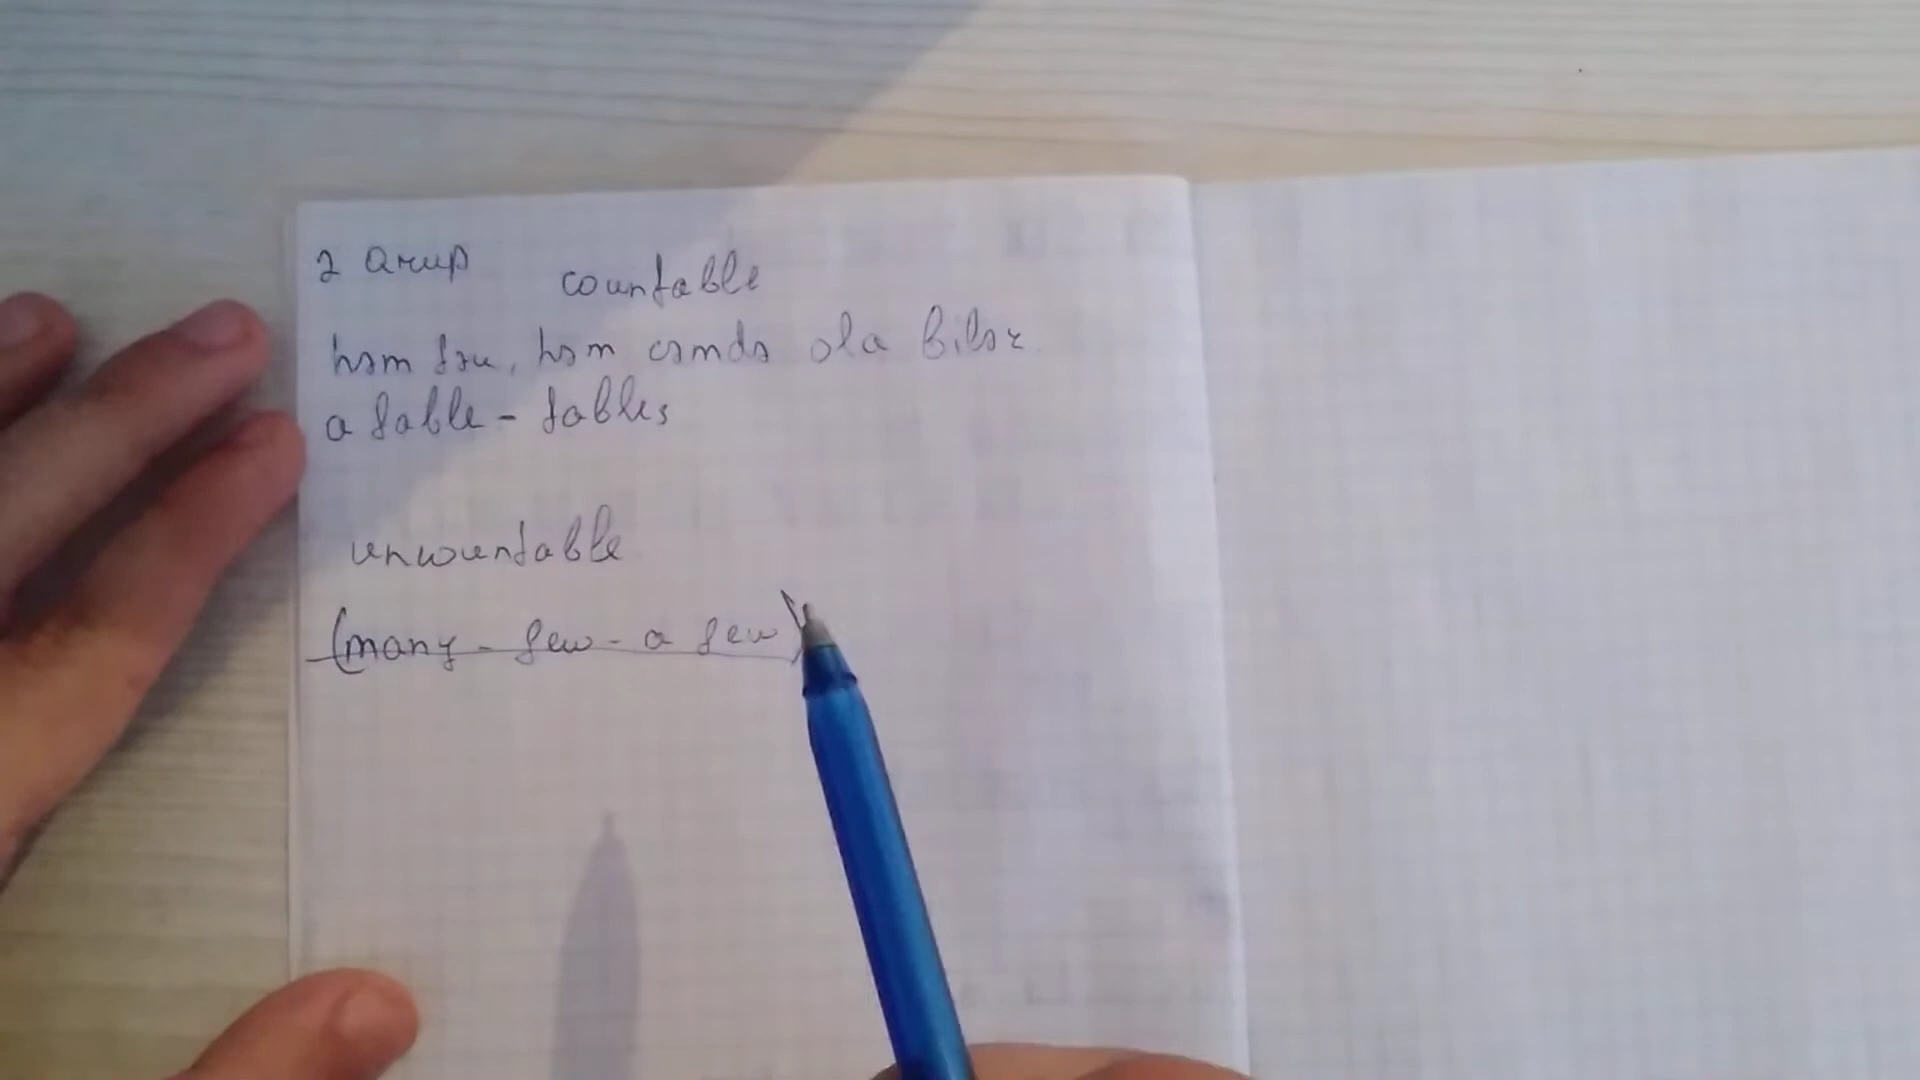 2 qrup
countable
həm tək, həm cəmdə ola bilər
a table - tables
uncountable
(many - few - a few)